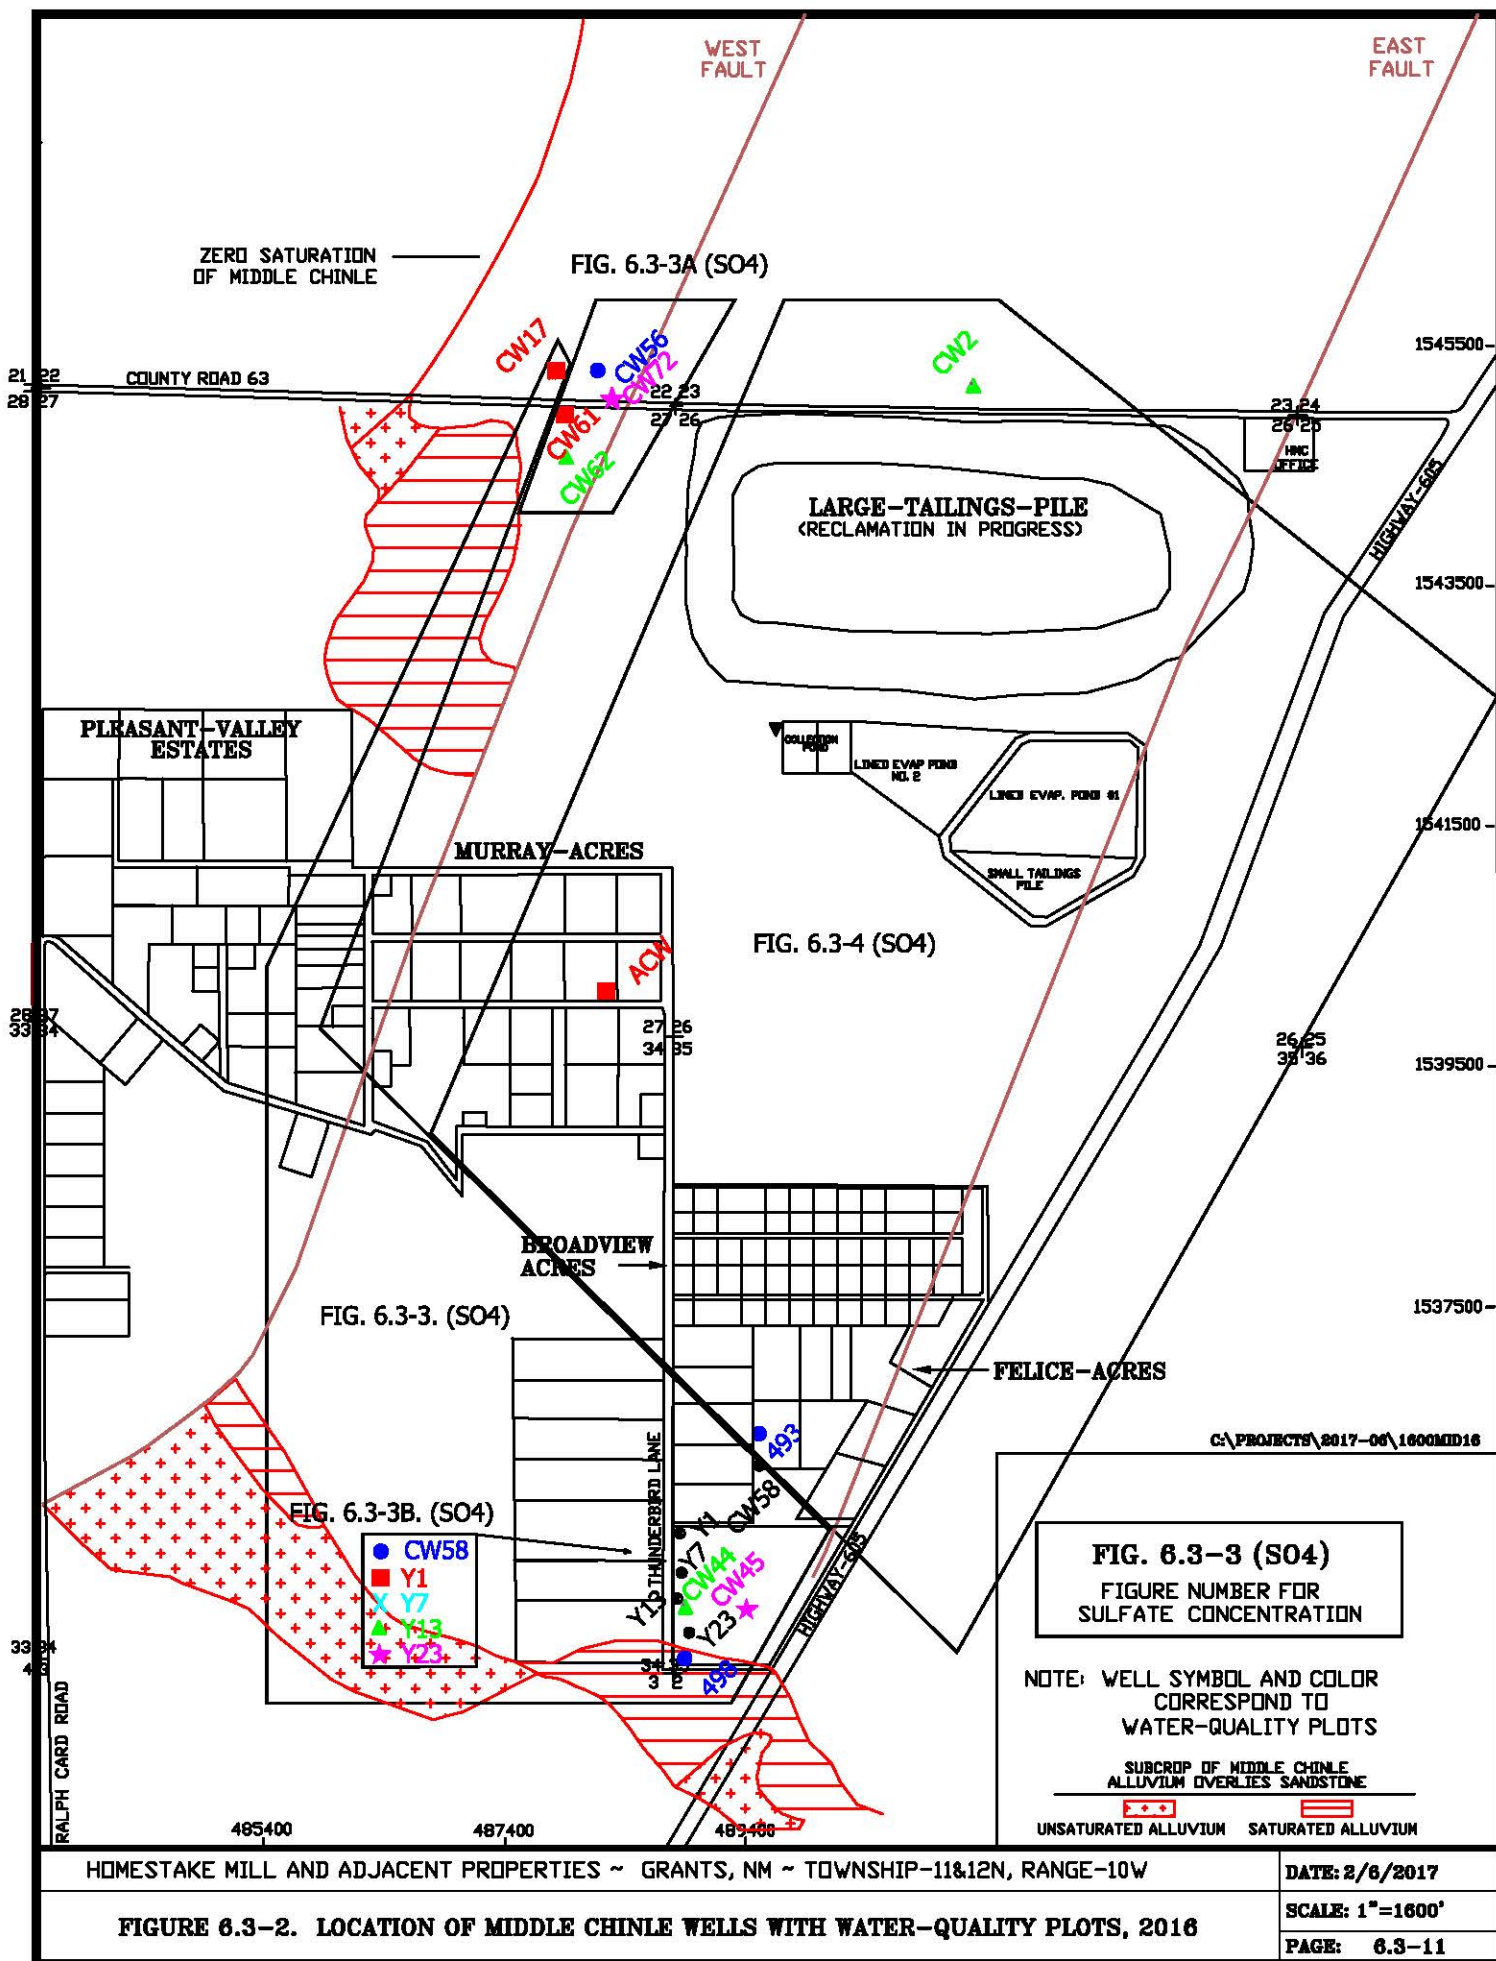 WEST
FAULT
EAST
FAULT
ZERO SATURATION
OF MIDDLE CHINLE
FIG. 6.3-3A (SO4)
CW17
CW56
CW72
CW2
1545500
21 22
28 27
COUNTY ROAD 63
22 23
27 26
23 24
26 25
CW61
CW62
HMC
OFFICE
HIGHWAY-605
LARGE-TAILINGS-PILE
(RECLAMATION IN PROGRESS)
1543500
PLEASANT-VALLEY
ESTATES
COLLECTION
POND
LINED EVAP POND
NO. 2
LINED EVAP. POND #1
1541500
SMALL TAILINGS
PILE
MURRAY-ACRES
FIG. 6.3-4 (SO4)
ACW
28 27
33 34
27 26
34 35
26 25
35 36
1539500
BROADVIEW
ACRES
FIG. 6.3-3. (SO4)
1537500
FELICE-ACRES
493
CW58
C:\PROJECTS\2017-06\1600MID16
THUNDERBIRD LANE
FIG. 6.3-3B. (SO4)
CW58
Y1
Y7
Y13
Y23
Y1
Y7
CW44
CW45
Y13
Y23
498
HIGHWAY-605
33 34
4 3
34 35
3 2
RALPH CARD ROAD
FIG. 6.3-3 (SO4)
FIGURE NUMBER FOR
SULFATE CONCENTRATION
NOTE: WELL SYMBOL AND COLOR
CORRESPOND TO
WATER-QUALITY PLOTS
SUBCROP OF MIDDLE CHINLE
ALLUVIUM OVERLIES SANDSTONE
UNSATURATED ALLUVIUM SATURATED ALLUVIUM
485400
487400
489400
HOMESTAKE MILL AND ADJACENT PROPERTIES ~ GRANTS, NM ~ TOWNSHIP-11&12N, RANGE-10W
DATE: 2/6/2017
FIGURE 6.3-2. LOCATION OF MIDDLE CHINLE WELLS WITH WATER-QUALITY PLOTS, 2016
SCALE: 1"=1600'
PAGE: 6.3-11